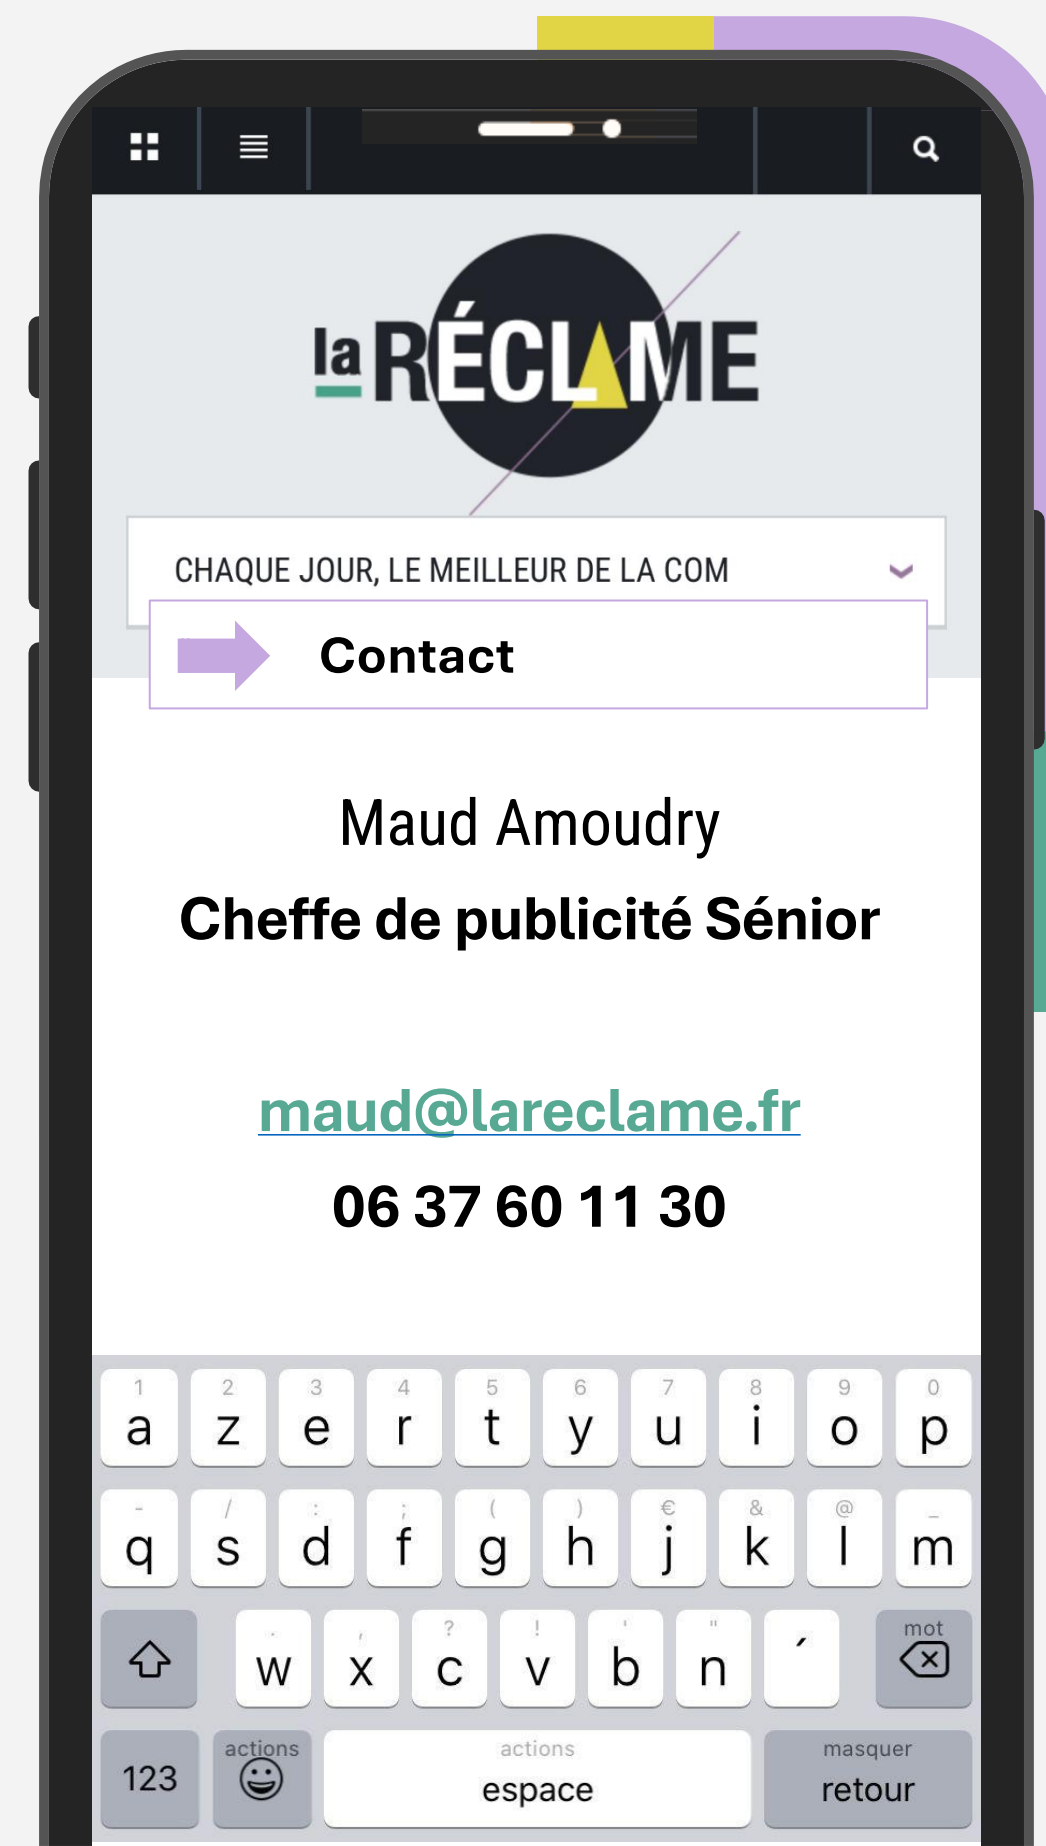 la RÉCLAME
CHAQUE JOUR, LE MEILLEUR DE LA COM
Contact
Maud Amoudry
Cheffe de publicité Sénior
maud@lareclame.fr
06 37 60 11 30
1 2 3 4 5 6 7 8 9 0
a z e r t y u i o p
- / : ; ( ) € & @ _
q s d f g h j k l m
. , ? ! ' " mot
w x c v b n ´
actions actions masquer
123 espace retour